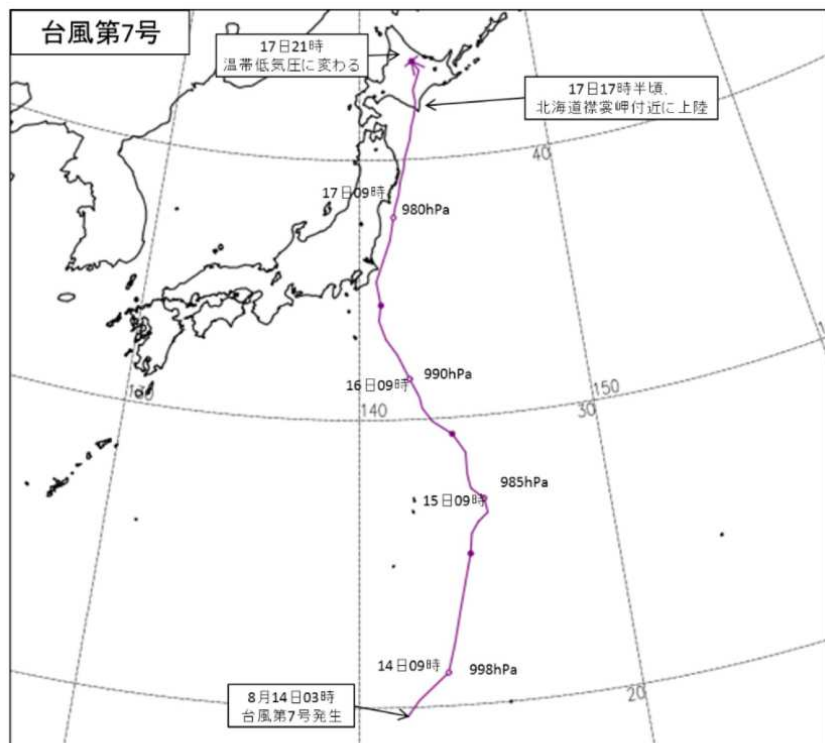 台風第7号
17日21時
温帯低気圧に変わる
17日17時半頃、
北海道襟裳岬付近に上陸
40
17日09時
980hPa
990hPa
16日09時
130
150
140
30
985hPa
15日09時
14日09時
998hPa
8月14日03時
台風第7号発生
20